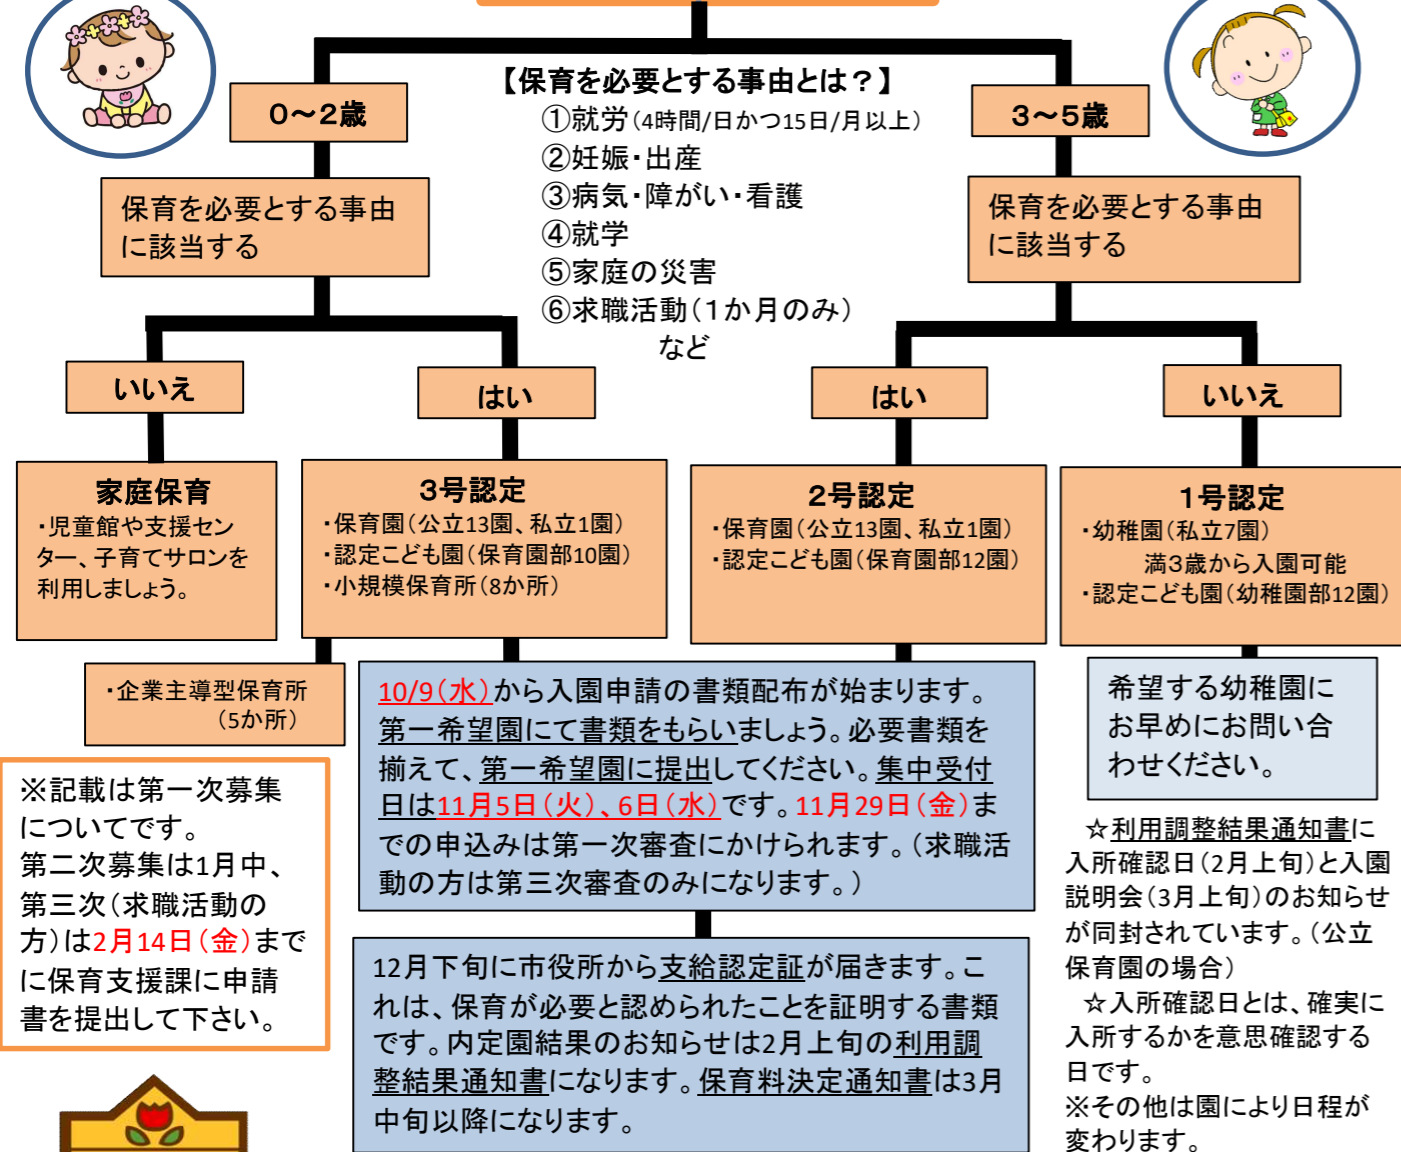 【保育を必要とする事由とは？】
①就労（4時間/日かつ15日/月以上）
②妊娠・出産
③病気・障がい・看護
④就学
⑤家庭の災害
⑥求職活動（１か月のみ）
など
０～２歳
保育を必要とする事由
に該当する
３～５歳
保育を必要とする事由
に該当する
いいえ
はい
はい
いいえ
家庭保育
・児童館や支援セン
ター、子育てサロンを
利用しましょう。
３号認定
・保育園（公立13園、私立1園）
・認定こども園（保育園部10園）
・小規模保育所（8か所）
２号認定
・保育園（公立13園、私立1園）
・認定こども園（保育園部12園）
１号認定
・幼稚園（私立7園）
満３歳から入園可能
・認定こども園（幼稚園部12園）
・企業主導型保育所
（5か所）
10/9（水）から入園申請の書類配布が始まります。
第一希望園にて書類をもらいましょう。必要書類を
揃えて、第一希望園に提出してください。集中受付
日は11月5日（火）、6日（水）です。11月29日（金）ま
での申込みは第一次審査にかけられます。（求職活
動の方は第三次審査のみになります。）
希望する幼稚園に
お早めにお問い合
わせください。
※記載は第一次募集
についてです。
第二次募集は1月中、
第三次（求職活動の
方）は2月14日（金）まで
に保育支援課に申請
書を提出して下さい。
12月下旬に市役所から支給認定証が届きます。こ
れは、保育が必要と認められたことを証明する書類
です。内定園結果のお知らせは2月上旬の利用調
整結果通知書になります。保育料決定通知書は3月
中旬以降になります。
☆利用調整結果通知書に
入所確認日（2月上旬）と入園
説明会（3月上旬）のお知らせ
が同封されています。（公立
保育園の場合）
☆入所確認日とは、確実に
入所するかを意思確認する
日です。
※その他は園により日程が
変わります。